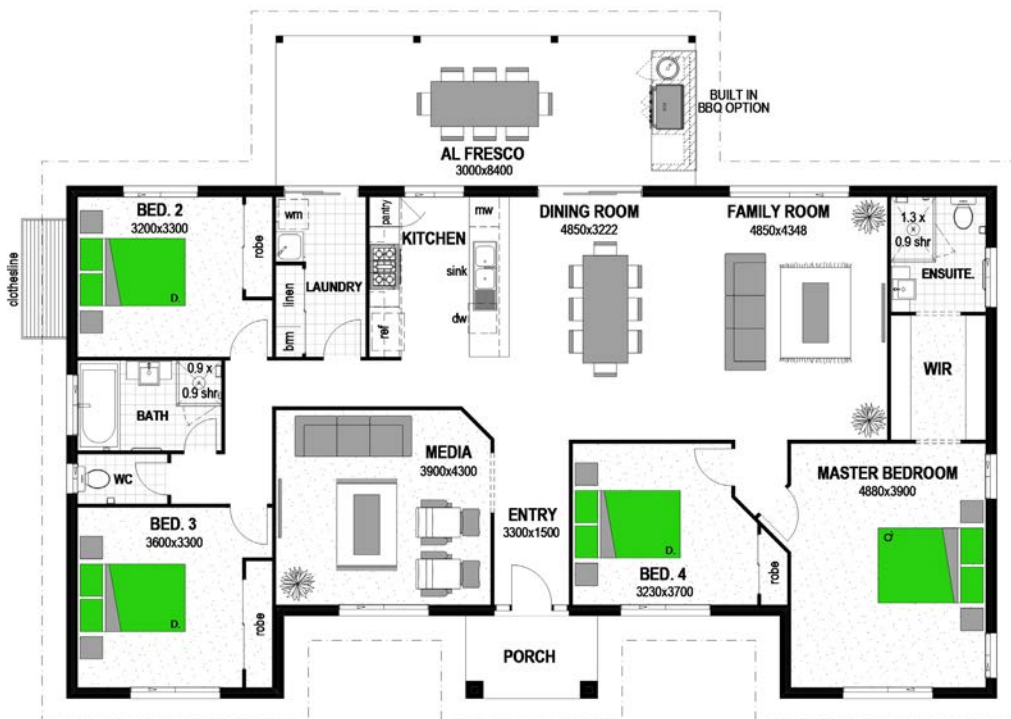 BUILT IN
BBQ OPTION
AL FRESCO
3000x8400
clothesline
BED. 2
3200x3300
robe
D.
wm
linen
brm
LAUNDRY
pantry
KITCHEN
ref
mw
sink
dw
DINING ROOM
4850x3222
FAMILY ROOM
4850x4348
1.3 x
0.9 shr
ENSUITE.
WIR
0.9 x
0.9 shr
BATH
WC
MEDIA
3900x4300
ENTRY
3300x1500
MASTER BEDROOM
4880x3900
Q
BED. 3
3600x3300
D.
robe
D.
BED. 4
3230x3700
robe
PORCH